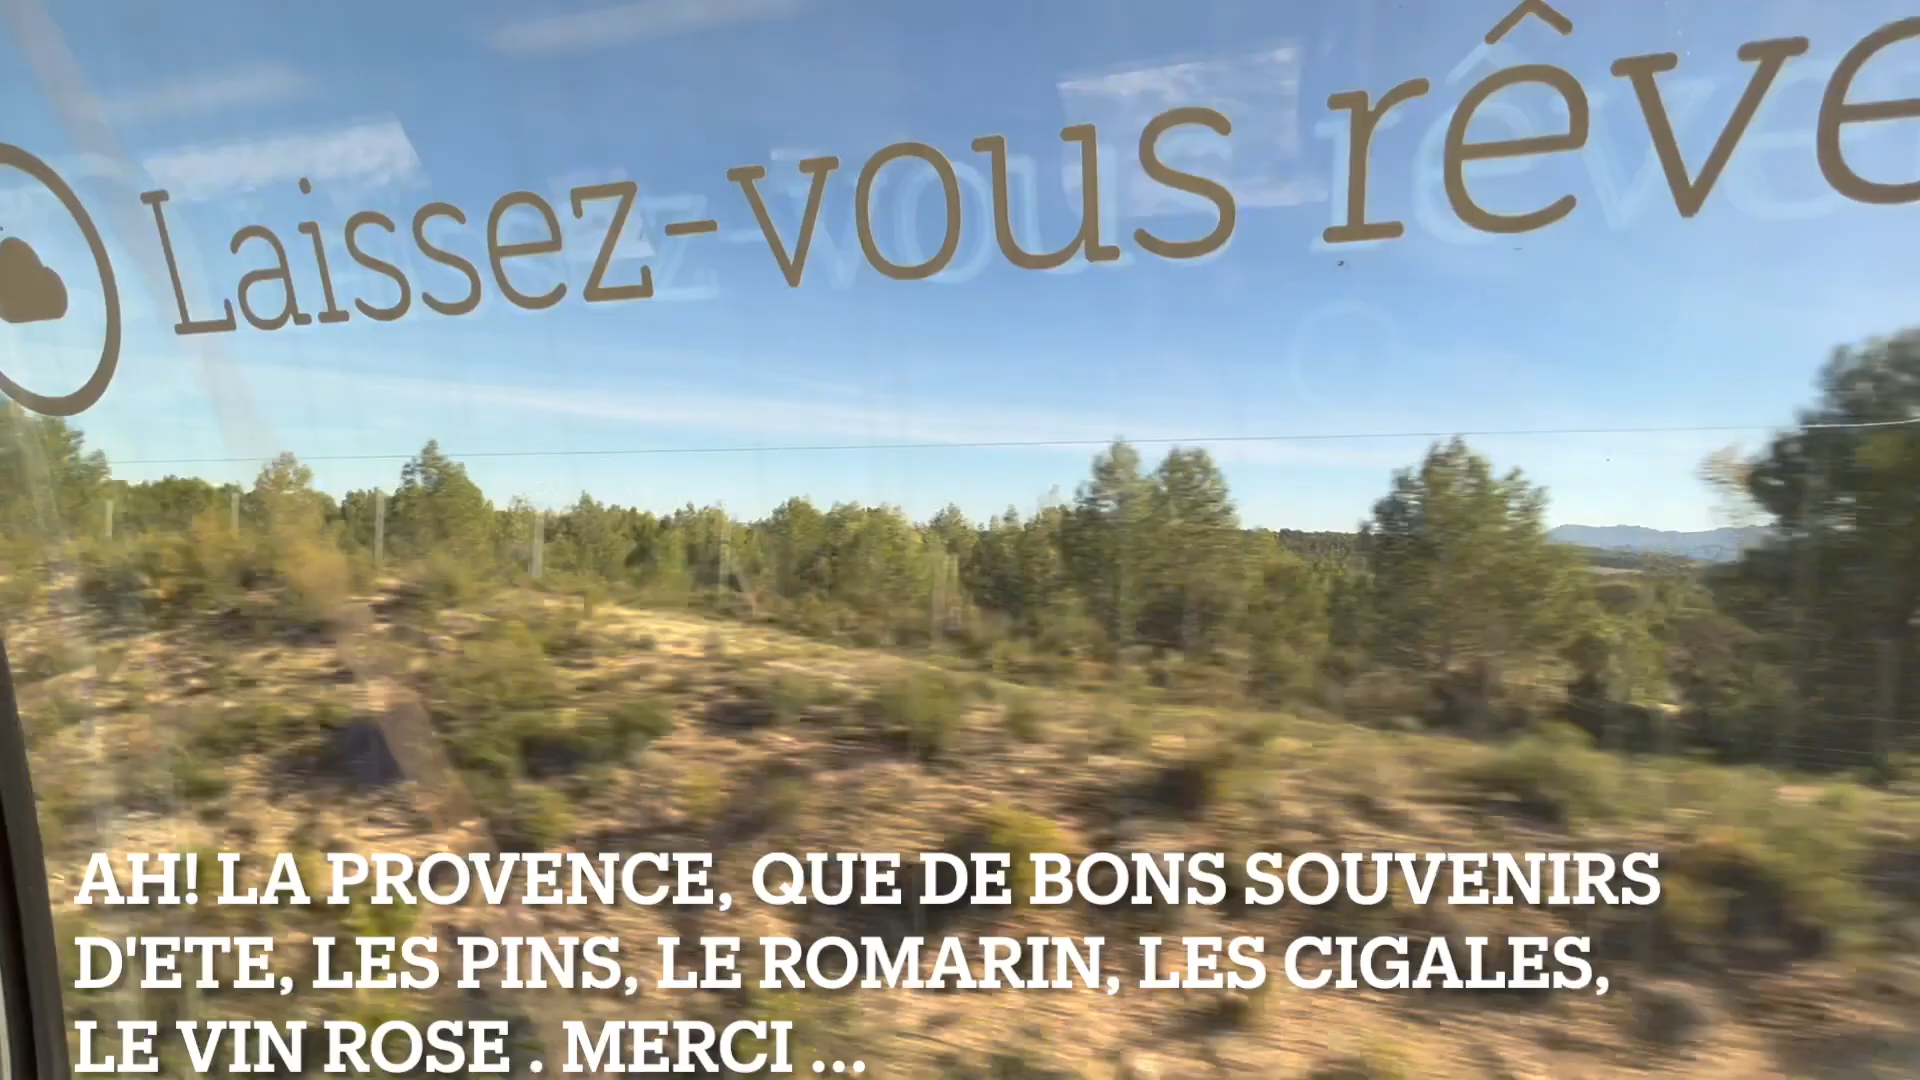 Laissez-vous rêve
AH! LA PROVENCE, QUE DE BONS SOUVENIRS
D'ETE, LES PINS, LE ROMARIN, LES CIGALES,
LE VIN ROSE . MERCI ...